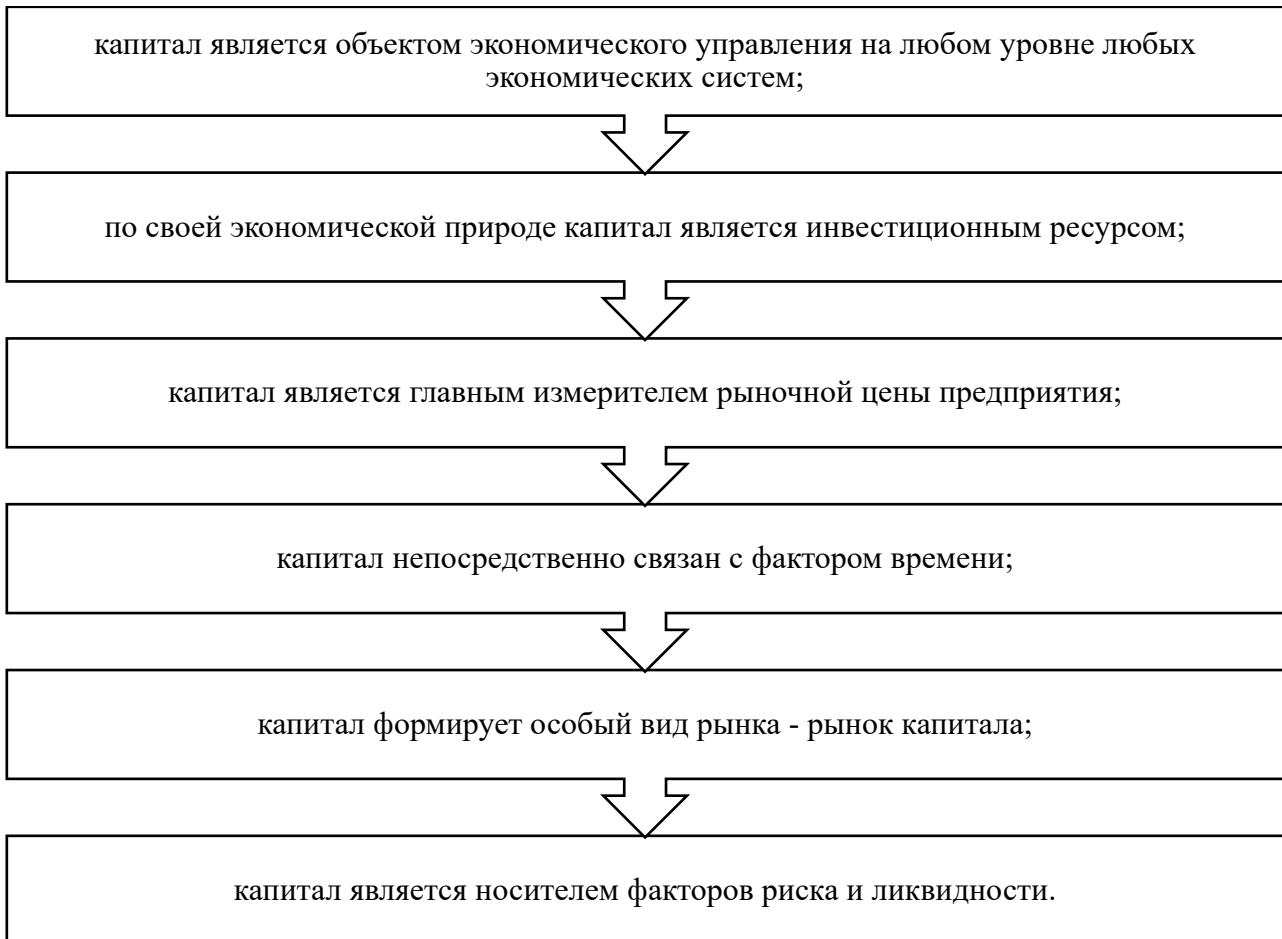 капитал является объектом экономического управления на любом уровне любых
экономических систем;
по своей экономической природе капитал является инвестиционным ресурсом;
капитал является главным измерителем рыночной цены предприятия;
капитал непосредственно связан с фактором времени;
капитал формирует особый вид рынка - рынок капитала;
капитал является носителем факторов риска и ликвидности.